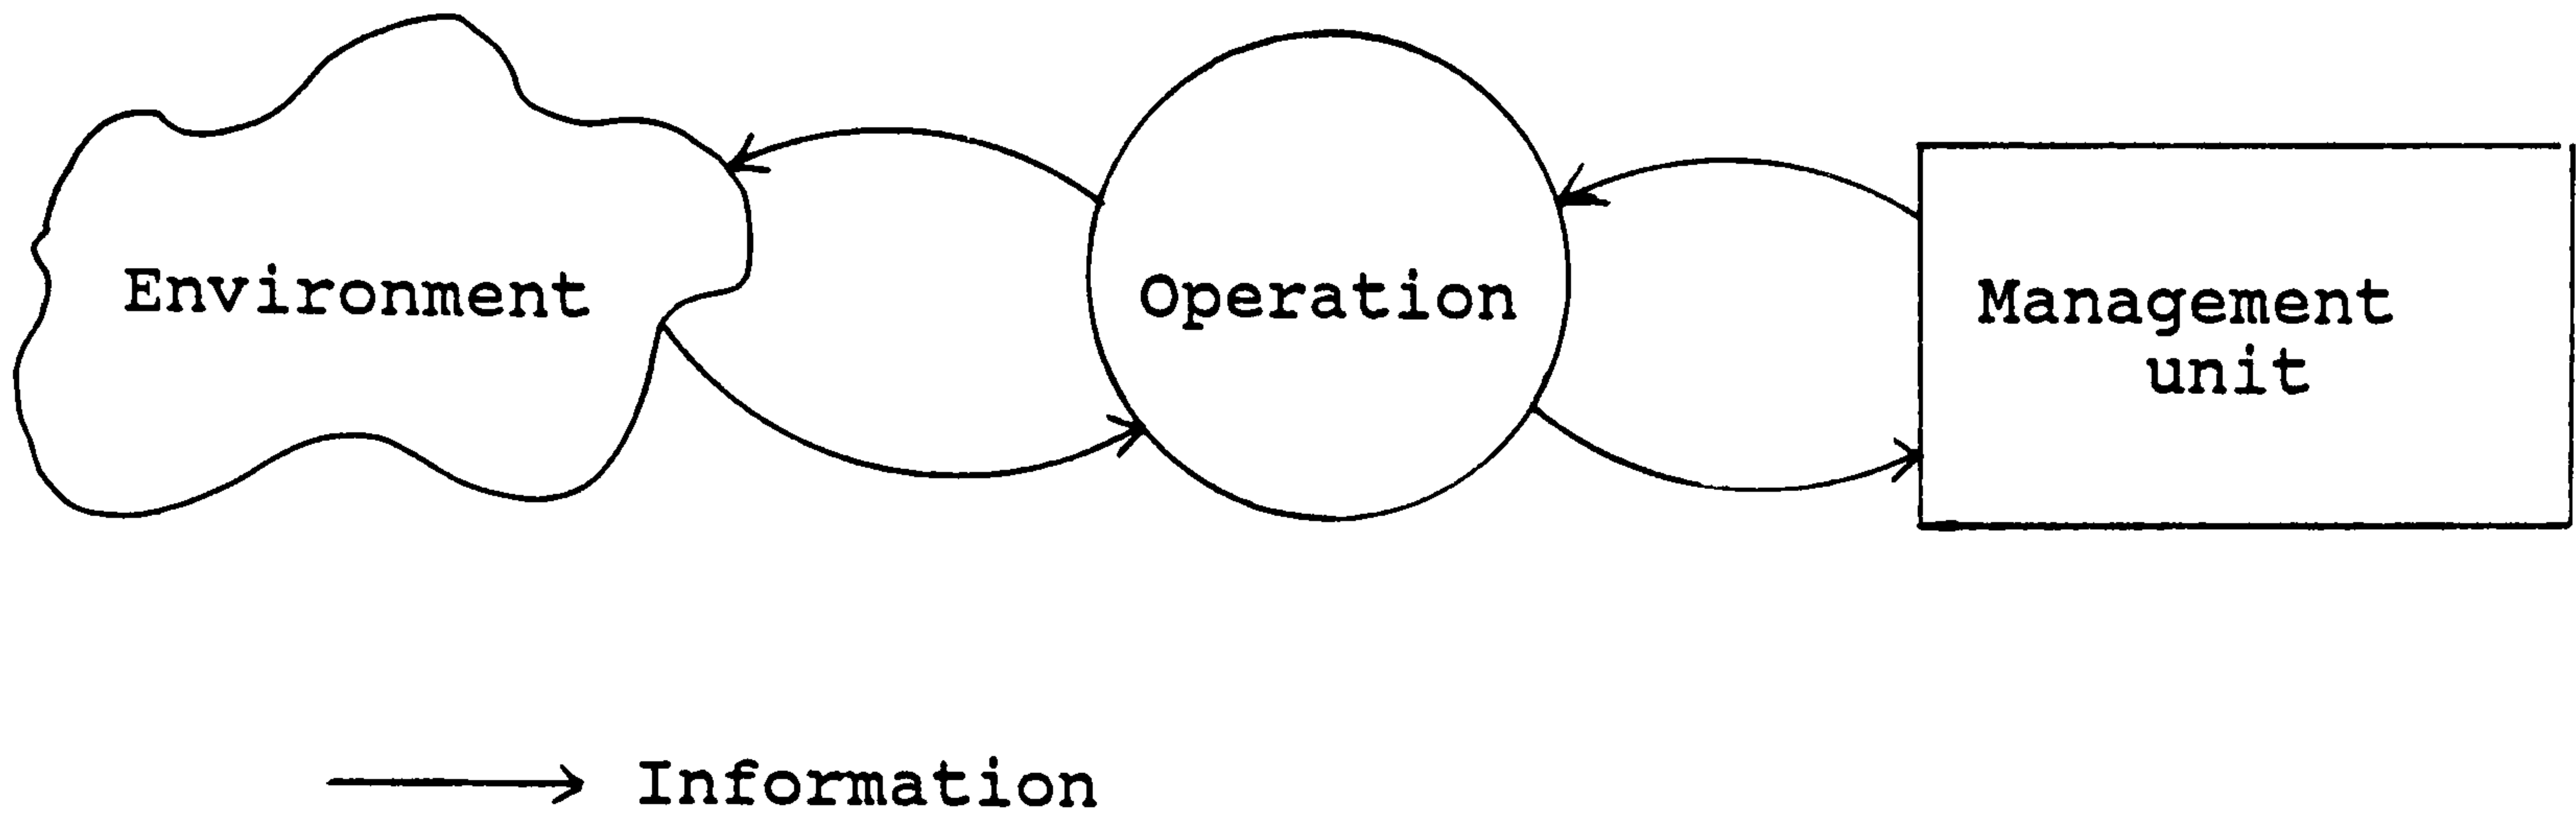 Environment
Operation
Management
unit
Information